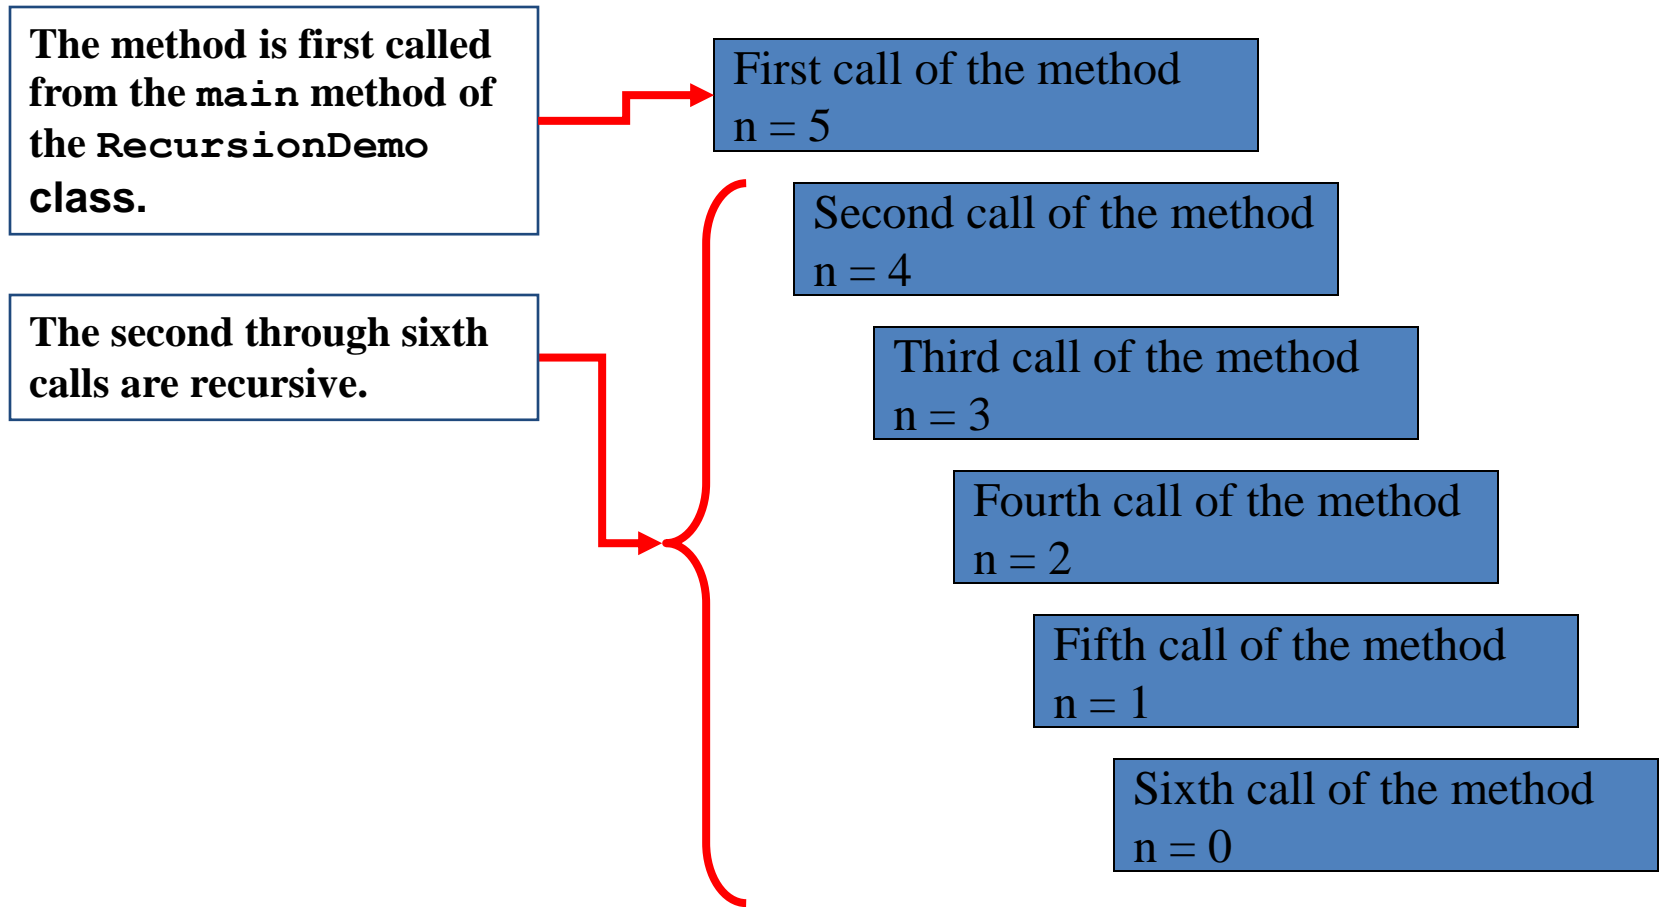 The method is first called
from the main method of
the RecursionDemo
class.
First call of the method
n = 5
Second call of the method
n = 4
The second through sixth
calls are recursive.
Third call of the method
n = 3
Fourth call of the method
n = 2
Fifth call of the method
n = 1
Sixth call of the method
n = 0